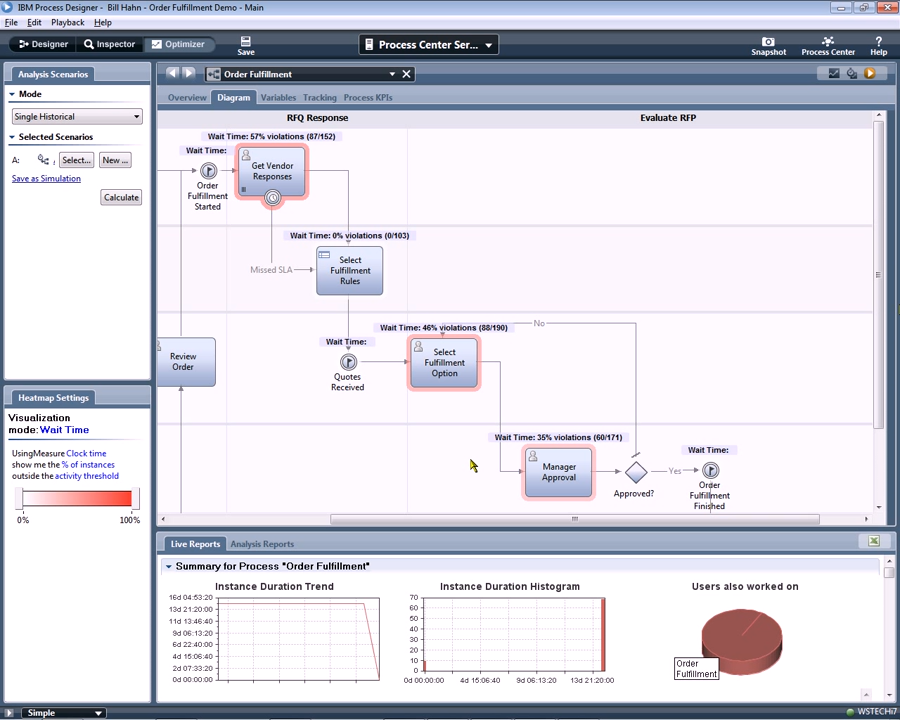 IBM Process Designer - Bill Hahn - Order Fulfillment Demo - Main
File Edit Playback Help
Designer Inspector Optimizer
Save
Process Center Ser...
Snapshot Process Center Help
Analysis Scenarios
Mode
Single Historical
Selected Scenarios
A: Select... New ...
Save as Simulation
Calculate
Heatmap Settings
Visualization
mode: Wait Time
UsingMeasure Clock time
show me the % of instances
outside the activity threshold
0% 100%
Order Fulfillment
Overview Diagram Variables Tracking Process KPIs
RFQ Response Evaluate RFP
Wait Time: 57% violations (87/152)
Wait Time:
Order
Fulfillment
Started
Get Vendor
Responses
Wait Time: 0% violations (0/103)
Missed SLA
Select
Fulfillment
Rules
Wait Time: 46% violations (88/190)
No
Wait Time:
Review
Order
Quotes
Received
Select
Fulfillment
Option
Wait Time: 35% violations (60/171)
Manager
Approval
Approved?
Yes
Wait Time:
Order
Fulfillment
Finished
Live Reports Analysis Reports
Summary for Process "Order Fulfillment"
Instance Duration Trend
16d 04:53:20
13d 21:20:00
11d 13:46:40
9d 06:13:20
6d 22:40:00
4d 15:06:40
2d 07:33:20
0d 00:00:00
Instance Duration Histogram
70
60
50
40
30
20
10
0
0d 00:00:00 4d 15:06:40 9d 06:13:20 13d 21:20:00
Users also worked on
Order
Fulfillment
Simple
WSTECHi7